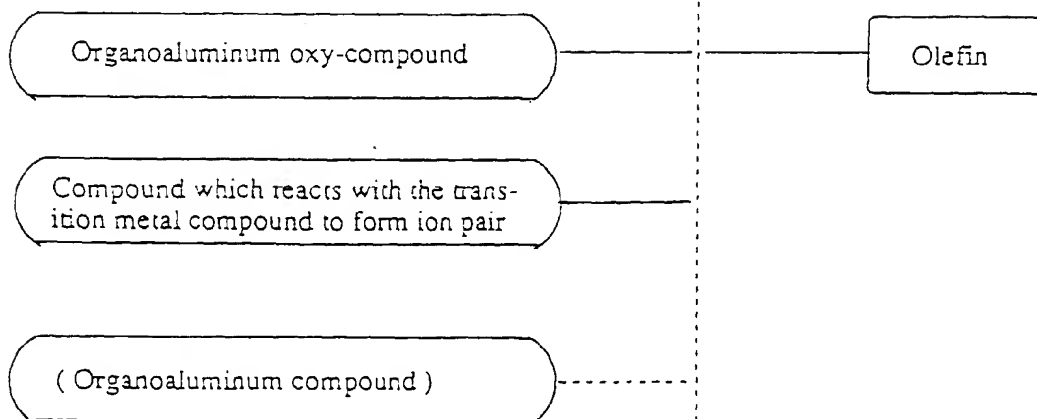 Organoaluminum oxy-compound
Olefin
Compound which reacts with the trans-
ition metal compound to form ion pair
( Organoaluminum compound )